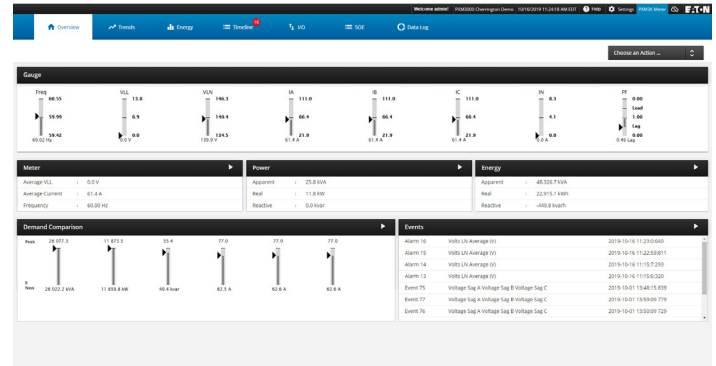 Welcome admin! PXM3000 Cherrington Demo 10/16/2019 11:24:18 AM EDT Help Settings PXM3K Meter EATON
Overview Trends Energy Timeline I/O SOE Data Log
Choose an Action ...
Gauge
Freq VLL VLN IA IB IC IN PF
60.55 13.8 146.3 111.0 111.0 111.0 8.3 0.00
Lead
59.99 6.9 140.4 66.4 66.4 66.4 4.1 1.00
Lag
59.42 0.0 134.5 21.9 21.9 21.9 0.0 0.00
60.02 Hz 0.0 V 139.9 V 61.4 A 61.4 A 61.4 A 0.0 A 0.46 Lag
Meter Power Energy
Average VLL : 0.0 V Apparent : 25.8 kVA Apparent : 48,326.7 kVA
Average Current : 61.4 A Real : 11.8 kW Real : 22,915.1 kWh
Frequency : 60.00 Hz Reactive : 0.0 kvar Reactive : -449.8 kvarh
Demand Comparison Events
Peak 26 077.3 11 875.5 53.4 77.0 77.0 77.0
0
Now 26 022.2 kVA 11 858.8 kW 49.4 kvar 62.5 A 62.6 A 62.6 A
Alarm 16 Volts LN Average (V) 2019-10-16 11:23:0:640
Alarm 15 Volts LN Average (V) 2019-10-16 11:22:59:811
Alarm 14 Volts LN Average (V) 2019-10-16 11:15:7:293
Alarm 13 Volts LN Average (V) 2019-10-16 11:15:6:320
Event 75 Voltage Sag A Voltage Sag B Voltage Sag C 2019-10-01 13:48:15 839
Event 77 Voltage Sag A Voltage Sag B Voltage Sag C 2019-10-01 13:59:09 779
Event 76 Voltage Sag A Voltage Sag B Voltage Sag C 2019-10-01 13:50:09 729